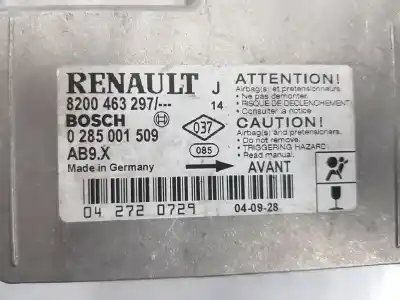 RENAULT J
8200 463 297/--- 14
BOSCH
0 285 001 509
AB9.X
Made in Germany
037
085
ATTENTION!
Airbag(s) et pretensionneurs.
• Ne pas demonter.
• RISQUE DE DECLENCHEMENT
• Consulter la notice
CAUTION!
Airbag(s) and pretensioners.
• Do not remove.
• TRIGGERING HAZARD.
• Read manual.
AVANT
04 272 0729
04-09-28